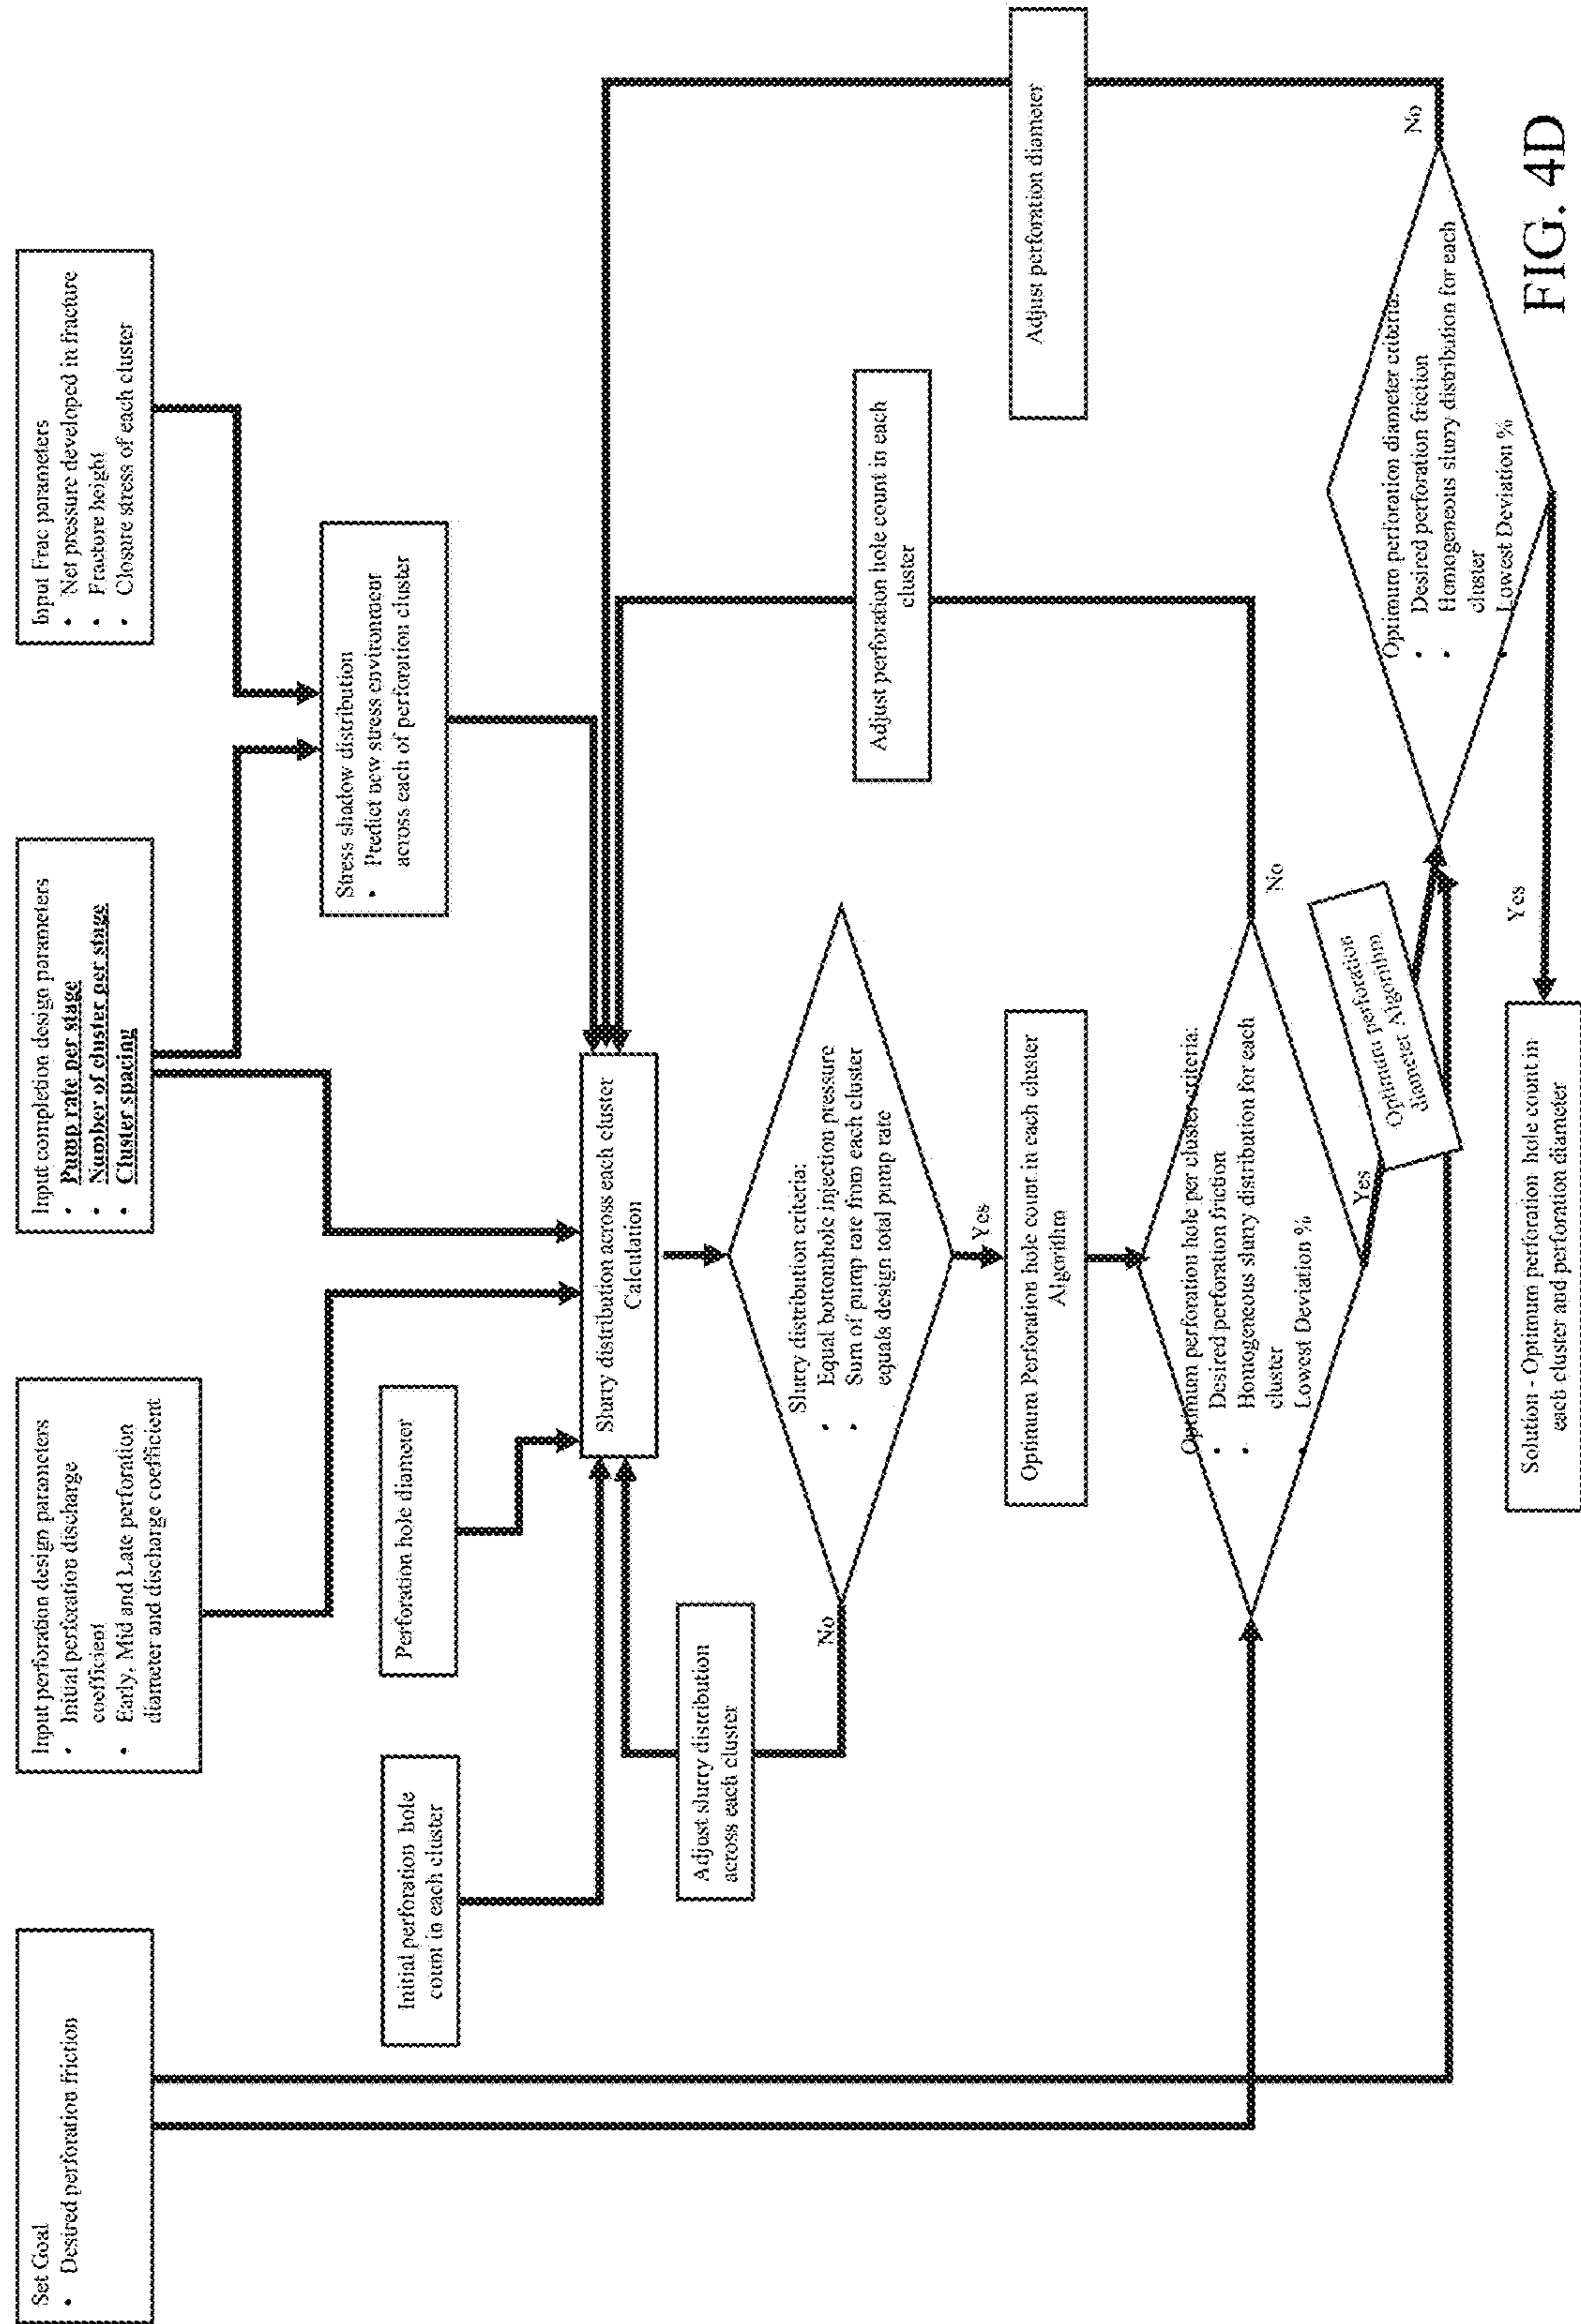 Set Goal
• Desired perforation friction
Input perforation design parameters
• Initial perforation discharge
coefficient
• Early, Mid and Late perforation
diameter and discharge coefficient
Input completion design parameters
• Pump rate per stage
• Number of cluster per stage
• Cluster spacing
Input Frac parameters
• Net pressure developed in fracture
• Fracture height
• Closure stress of each cluster
Initial perforation hole
count in each cluster
Perforation hole diameter
Stress shadow distribution
• Predict new stress environment
across each of perforation cluster
Slurry distribution across each cluster
Calculation
Adjust slurry distribution
across each cluster
No
Slurry distribution criteria:
• Equal bottomhole injection pressure
• Sum of pump rate from each cluster
equals design total pump rate
Yes
Adjust perforation hole count in each
cluster
Optimum Perforation hole count in each cluster
Algorithm
Adjust perforation diameter
Optimum perforation hole per cluster criteria:
• Desired perforation friction
• Homogeneous slurry distribution for each
cluster
• Lowest Deviation %
No
Yes
Optimum perforation
diameter Algorithm
Optimum perforation diameter criteria:
• Desired perforation friction
• Homogeneous slurry distribution for each
cluster
• Lowest Deviation %
No
Yes
Solution - Optimum perforation hole count in
each cluster and perforation diameter
FIG. 4D